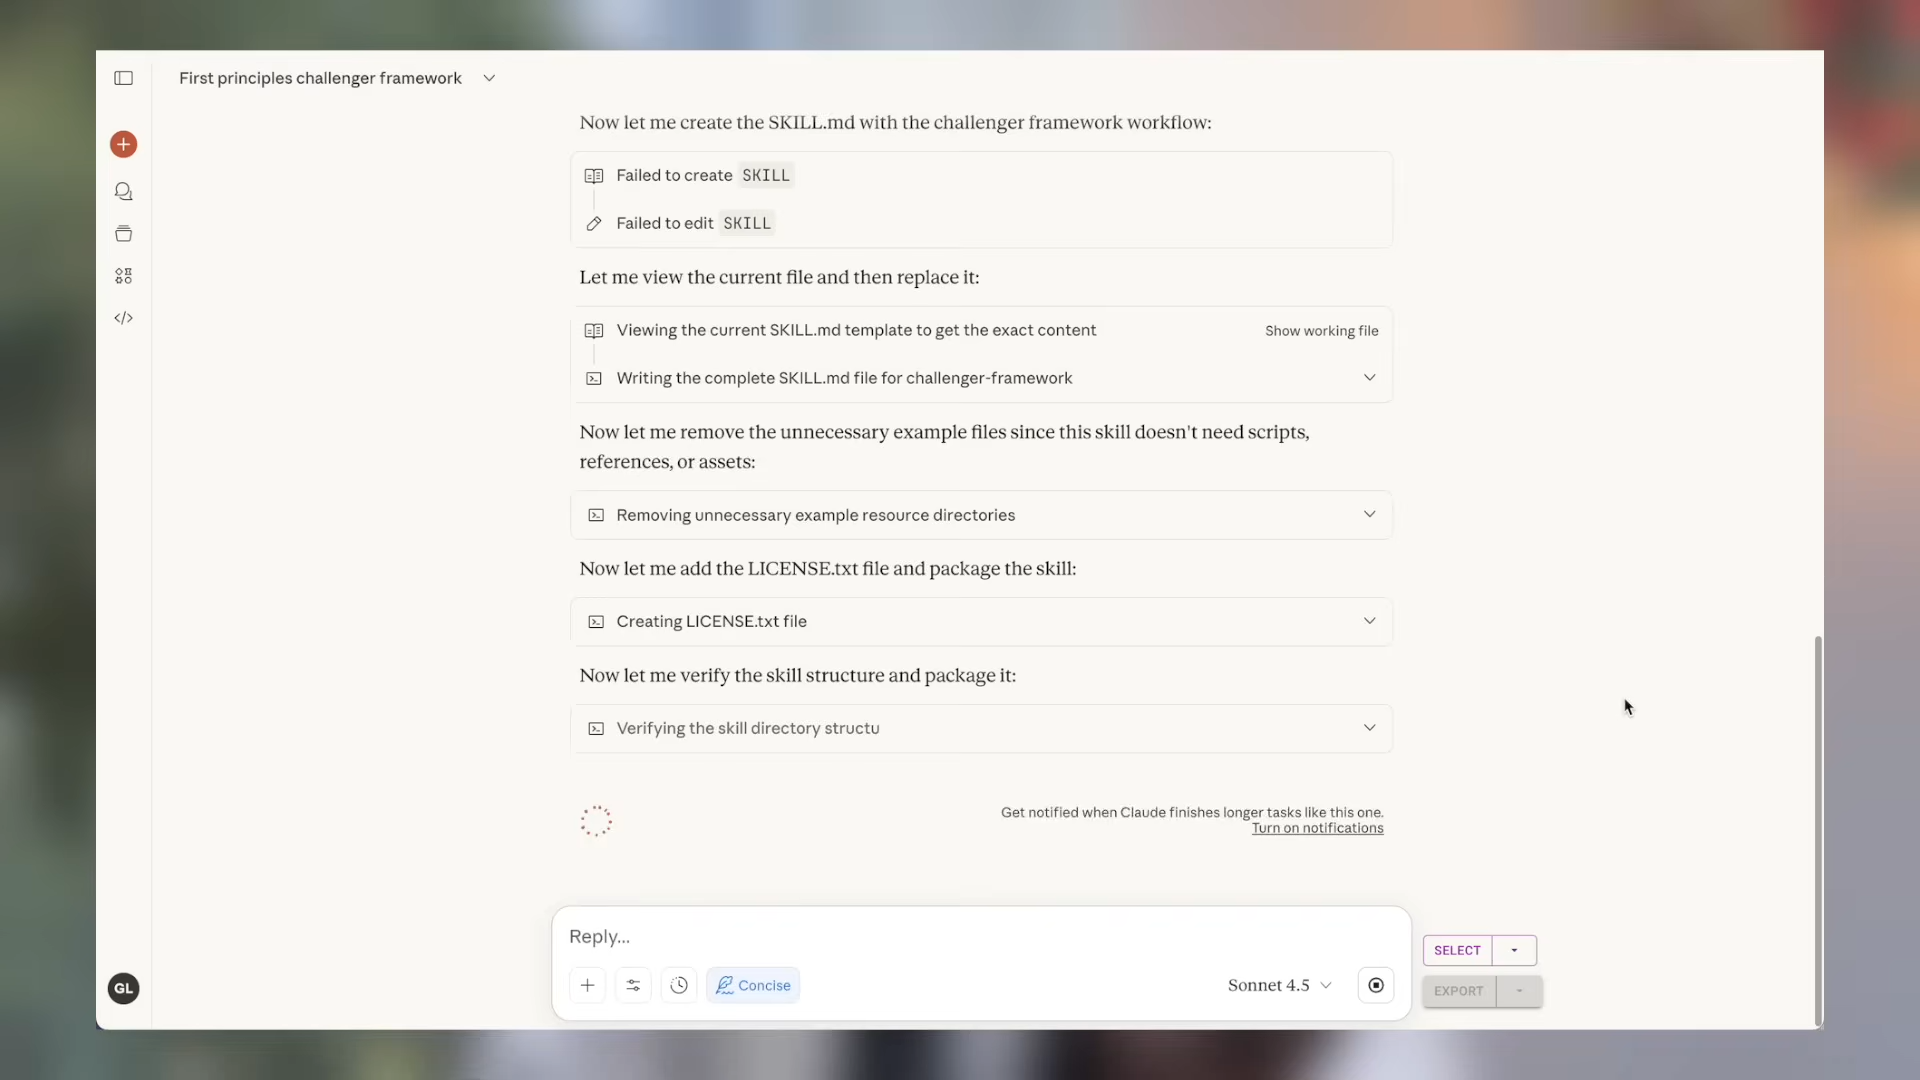 First principles challenger framework
Now let me create the SKILL.md with the challenger framework workflow:
Failed to create SKILL
Failed to edit SKILL
Let me view the current file and then replace it:
Viewing the current SKILL.md template to get the exact content
Show working file
Writing the complete SKILL.md file for challenger-framework
Now let me remove the unnecessary example files since this skill doesn't need scripts,
references, or assets:
Removing unnecessary example resource directories
Now let me add the LICENSE.txt file and package the skill:
Creating LICENSE.txt file
Now let me verify the skill structure and package it:
Verifying the skill directory structu
Get notified when Claude finishes longer tasks like this one.
Turn on notifications
Reply...
Concise
Sonnet 4.5
SELECT
EXPORT
GL